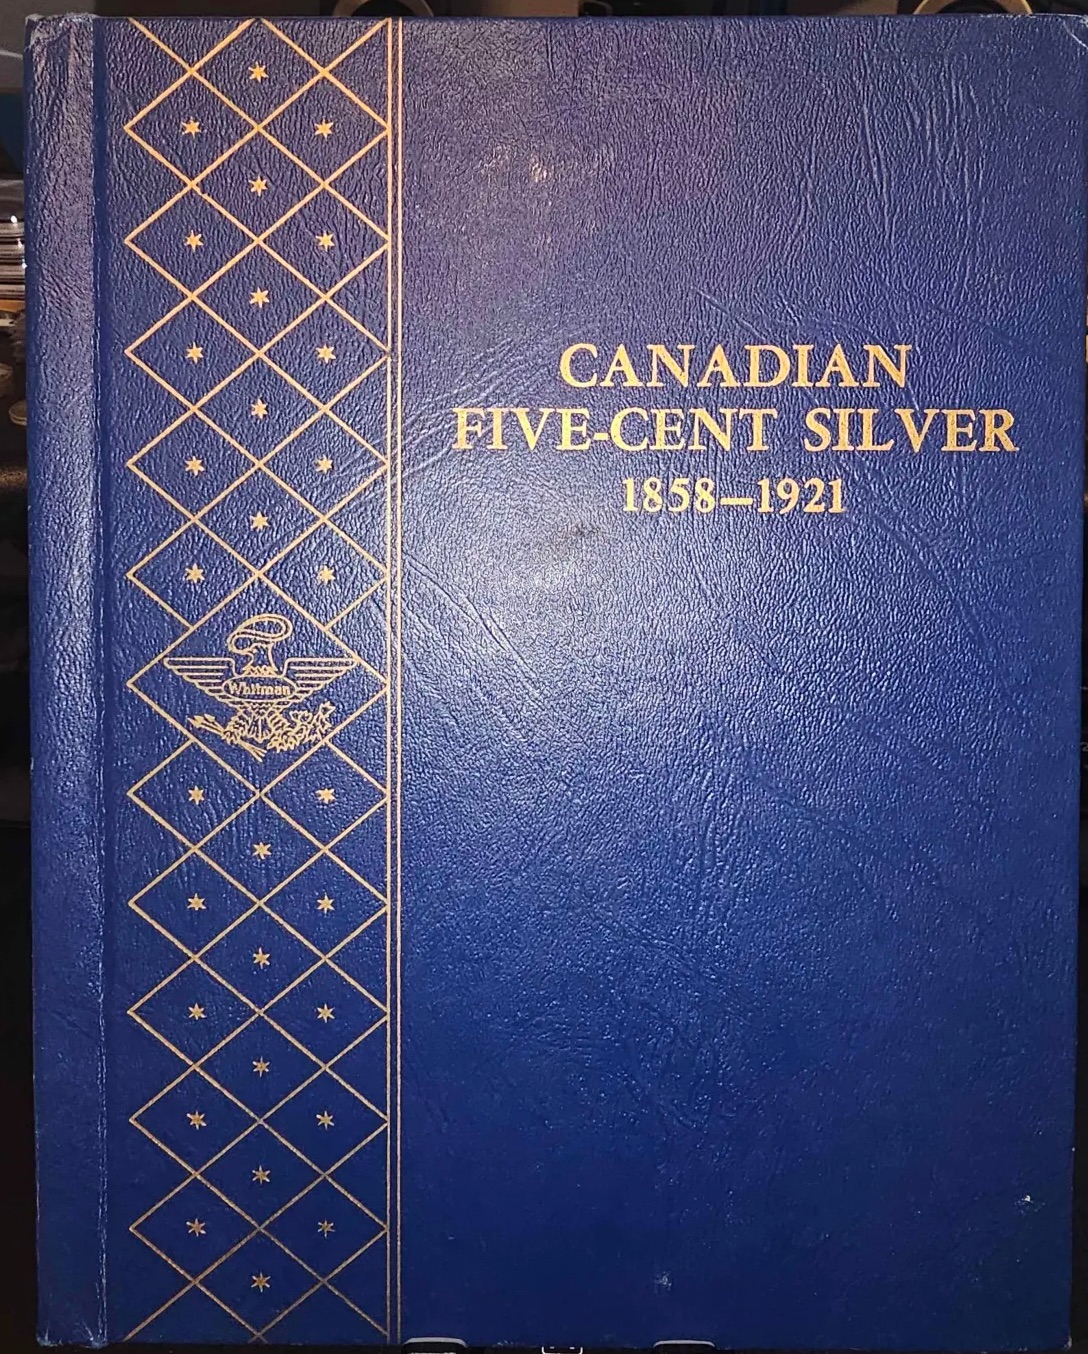 CANADIAN
FIVE-CENT SILVER
1858–1921
Whitman